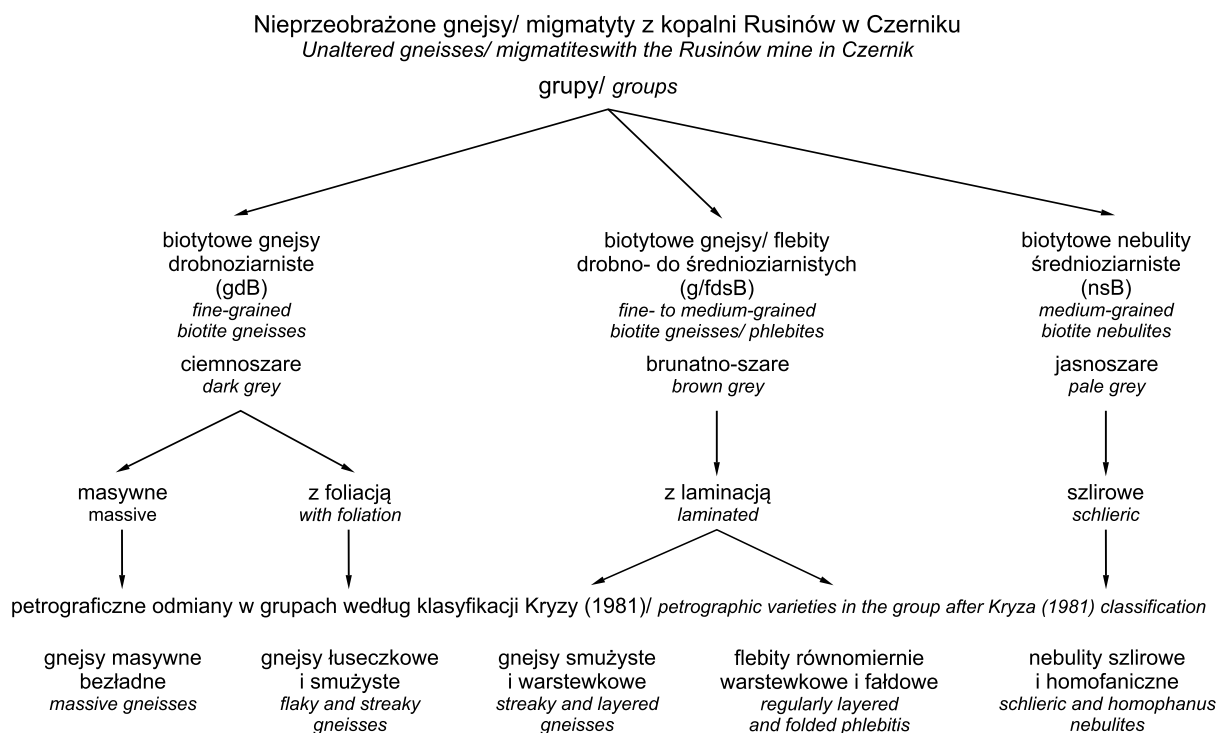 Nieprzeobrażone gnejsy/ migmatyty z kopalni Rusinów w Czerniku
Unaltered gneisses/ migmatiteswith the Rusinów mine in Czernik
grupy/ groups
biotytowe gnejsy
drobnoziarniste
(gdB)
fine-grained
biotite gneisses
ciemnoszare
dark grey
biotytowe gnejsy/ flebity
drobno- do średnioziarnistych
(g/fdsB)
fine- to medium-grained
biotite gneisses/ phlebites
brunatno-szare
brown grey
biotytowe nebulity
średnioziarniste
(nsB)
medium-grained
biotite nebulites
jasnoszare
pale grey
masywne
massive
z foliacją
with foliation
z laminacją
laminated
szlirowe
schlieric
petrograficzne odmiany w grupach według klasyfikacji Kryzy (1981)/ petrographic varieties in the group after Kryza (1981) classification
gnejsy masywne
bezładne
massive gneisses
gnejsy łuseczkowe
i smużyste
flaky and streaky
gneisses
gnejsy smużyste
i warstewkowe
streaky and layered
gneisses
flebity równomiernie
warstewkowe i fałdowe
regularly layered
and folded phlebitis
nebulity szlirowe
i homofaniczne
schlieric and homophanus
nebulites